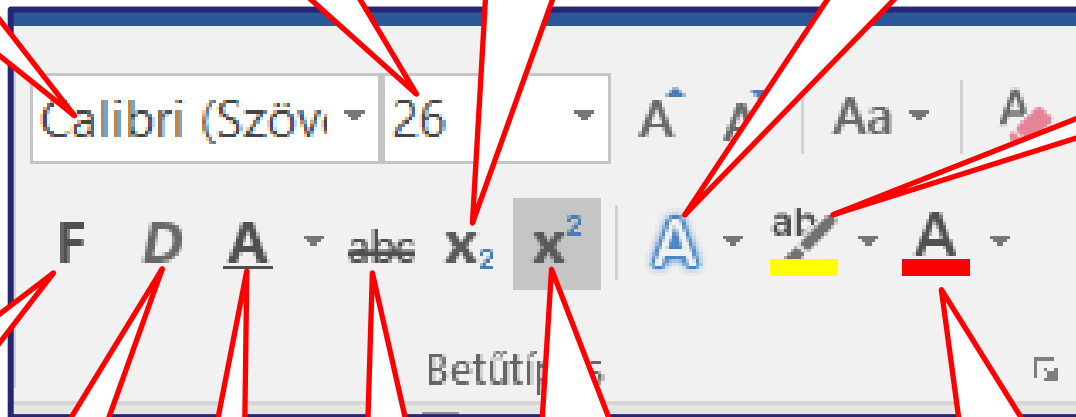 Calibri (Szöv 26 A A Aa A
F D A abc X₂ X² A ab A
Betűtíp s